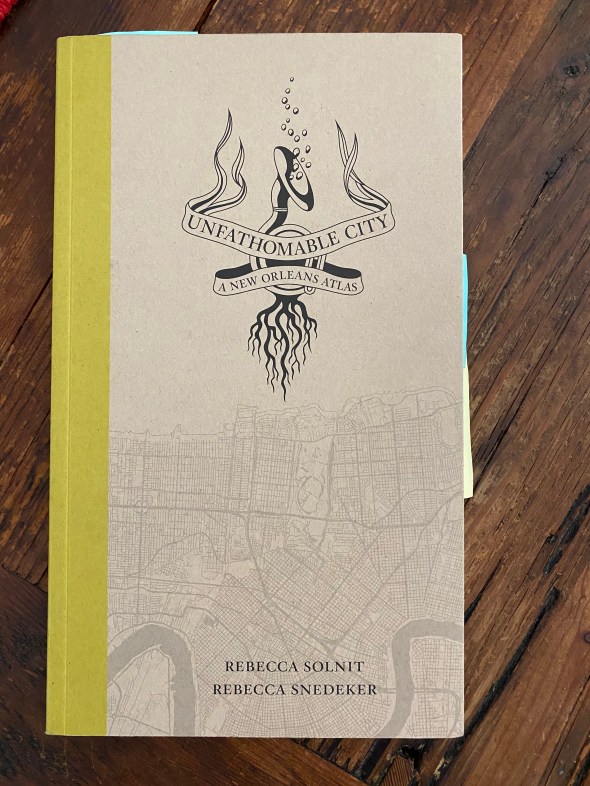 UNFATHOMABLE CITY
A NEW ORLEANS ATLAS
REBECCA SOLNIT
REBECCA SNEDEKER